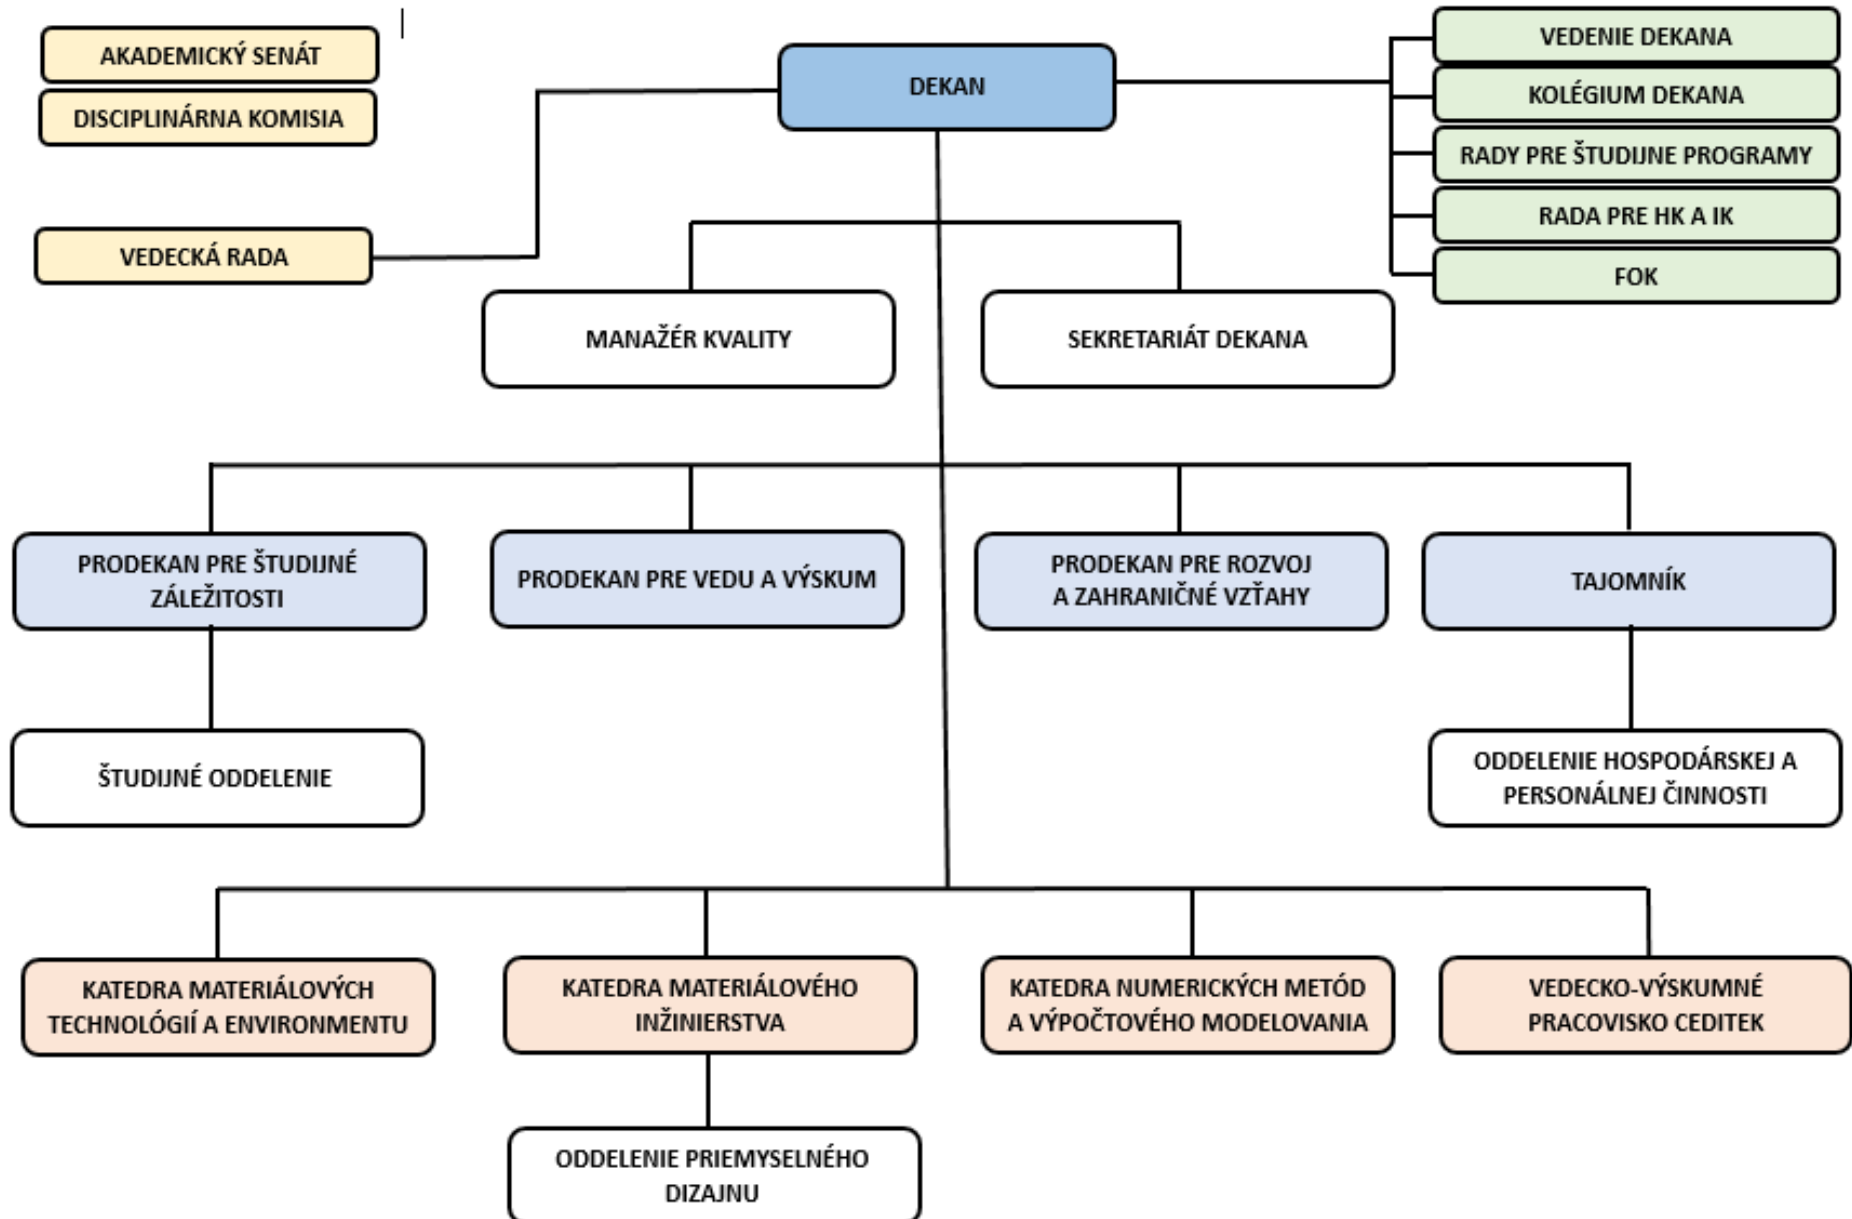 AKADEMICKÝ SENÁT
DISCIPLINÁRNA KOMISIA
VEDECKÁ RADA
DEKAN
VEDENIE DEKANA
KOLÉGIUM DEKANA
RADY PRE ŠTUDIJNE PROGRAMY
RADA PRE HK A IK
FOK
MANAŽÉR KVALITY
SEKRETARIÁT DEKANA
PRODEKAN PRE ŠTUDIJNÉ
ZÁLEŽITOSTI
PRODEKAN PRE VEDU A VÝSKUM
PRODEKAN PRE ROZVOJ
A ZAHRANIČNÉ VZŤAHY
TAJOMNÍK
ŠTUDIJNÉ ODDELENIE
ODDELENIE HOSPODÁRSKEJ A
PERSONÁLNEJ ČINNOSTI
KATEDRA MATERIÁLOVÝCH
TECHNOLÓGIÍ A ENVIRONMENTU
KATEDRA MATERIÁLOVÉHO
INŽINIERSTVA
KATEDRA NUMERICKÝCH METÓD
A VÝPOČTOVÉHO MODELOVANIA
VEDECKO-VÝSKUMNÉ
PRACOVISKO CEDITEK
ODDELENIE PRIEMYSELNÉHO
DIZAJNU